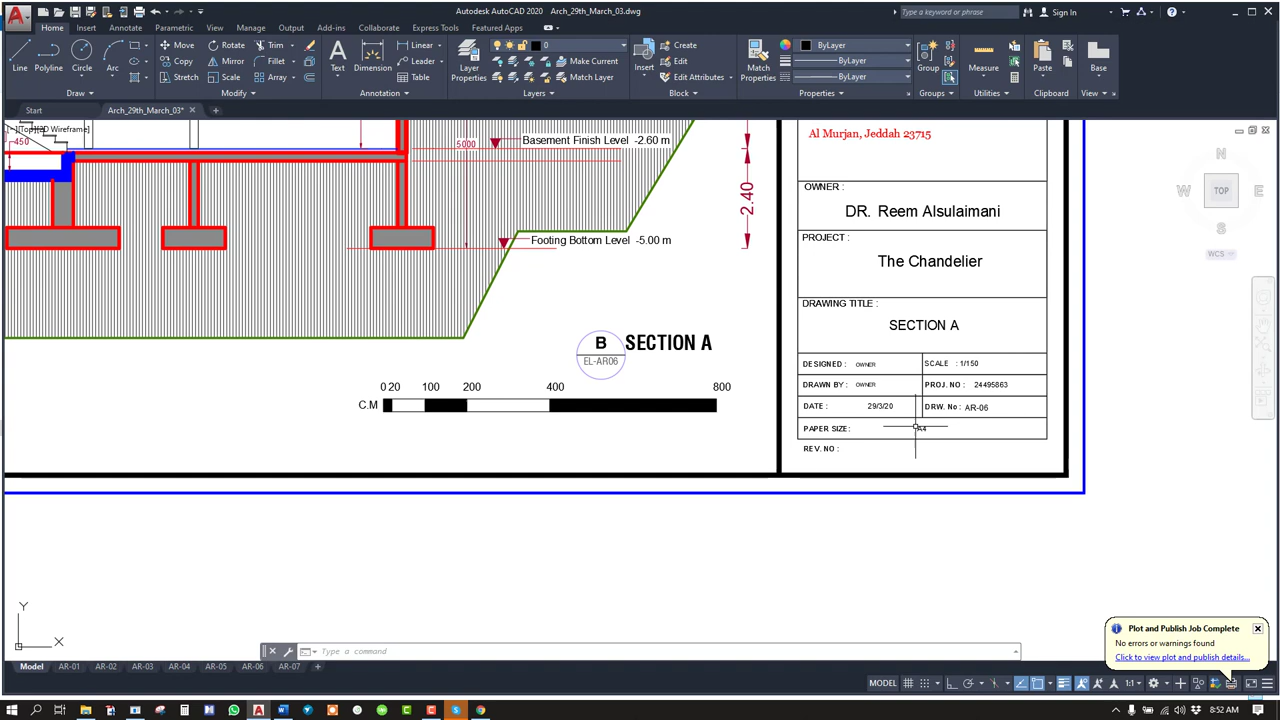 Autodesk AutoCAD 2020 Arch_29th_March_03.dwg
Type a keyword or phrase
Sign In
Home Insert Annotate Parametric View Manage Output Add-ins Collaborate Express Tools Featured Apps
Line Polyline Circle Arc
Move Rotate Trim
Copy Mirror Fillet
Stretch Scale Array
Text Dimension
Linear
Leader
Table
Layer Properties
0
Make Current
Match Layer
Insert
Create
Edit
Edit Attributes
Match Properties
ByLayer
ByLayer
ByLayer
Group Measure Paste Base
Draw Modify Annotation Layers Block Properties Groups Utilities Clipboard View
Start Arch_29th_March_03*
[-][Top][2D Wireframe]
450
5000
Basement Finish Level -2.60 m
2.40
Footing Bottom Level -5.00 m
B
EL-AR06
SECTION A
0 20 100 200 400 800
C.M
Al Murjan, Jeddah 23715
OWNER :
DR. Reem Alsulaimani
PROJECT :
The Chandelier
DRAWING TITLE :
SECTION A
DESIGNED : OWNER SCALE : 1/150
DRAWN BY : OWNER PROJ. NO : 24495863
DATE : 29/3/20 DRW. No : AR-06
PAPER SIZE: A4
REV. NO :
N
W TOP E
S
WCS
Y
X
Type a command
Plot and Publish Job Complete
No errors or warnings found
Click to view plot and publish details...
Model AR-01 AR-02 AR-03 AR-04 AR-05 AR-06 AR-07
MODEL 1:1
8:52 AM